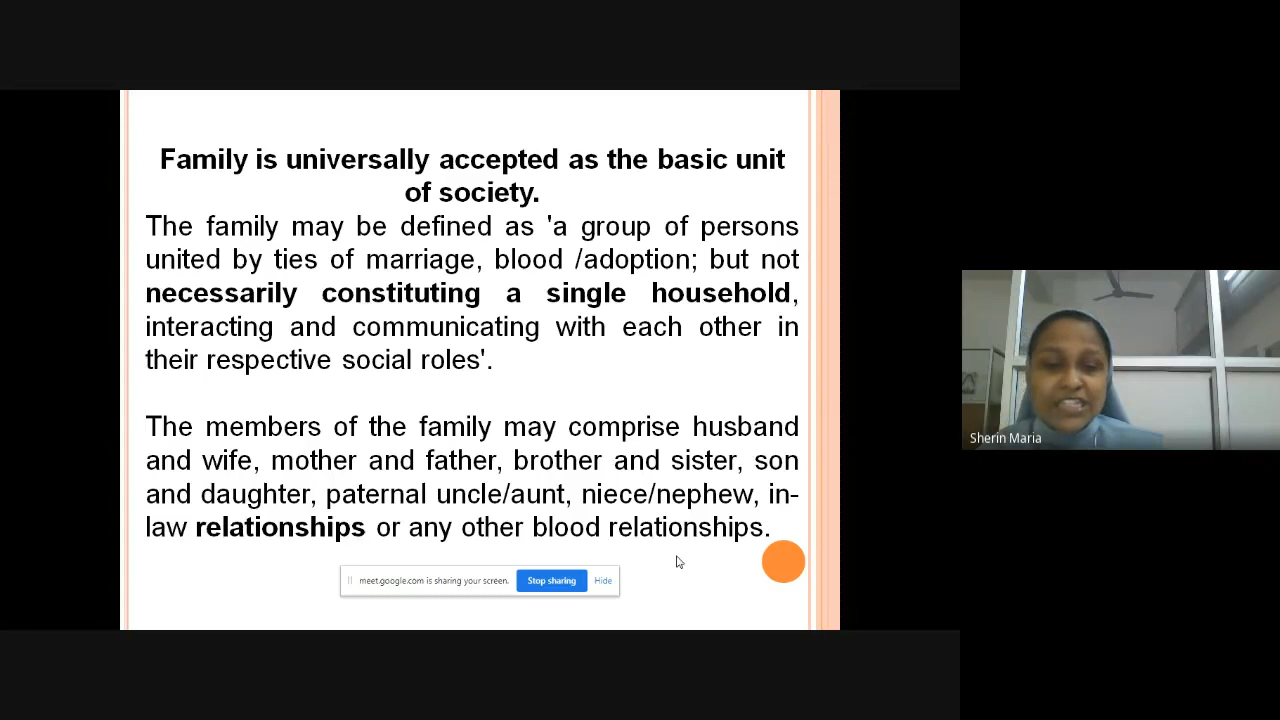 Family is universally accepted as the basic unit
of society.
The family may be defined as 'a group of persons
united by ties of marriage, blood /adoption; but not
necessarily constituting a single household,
interacting and communicating with each other in
their respective social roles'.
The members of the family may comprise husband
and wife, mother and father, brother and sister, son
and daughter, paternal uncle/aunt, niece/nephew, in-
law relationships or any other blood relationships.
meet.google.com is sharing your screen. Stop sharing Hide
Sherin Maria